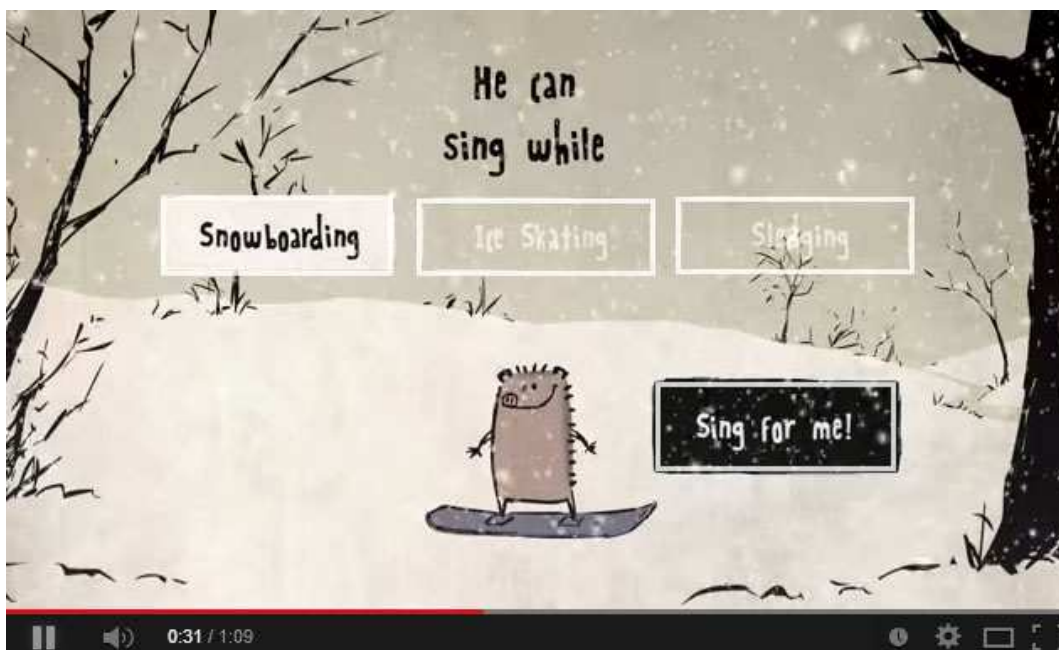 He can
sing while
Snowboarding Ice Skating Sledging
Sing for me!
0:31 / 1:09